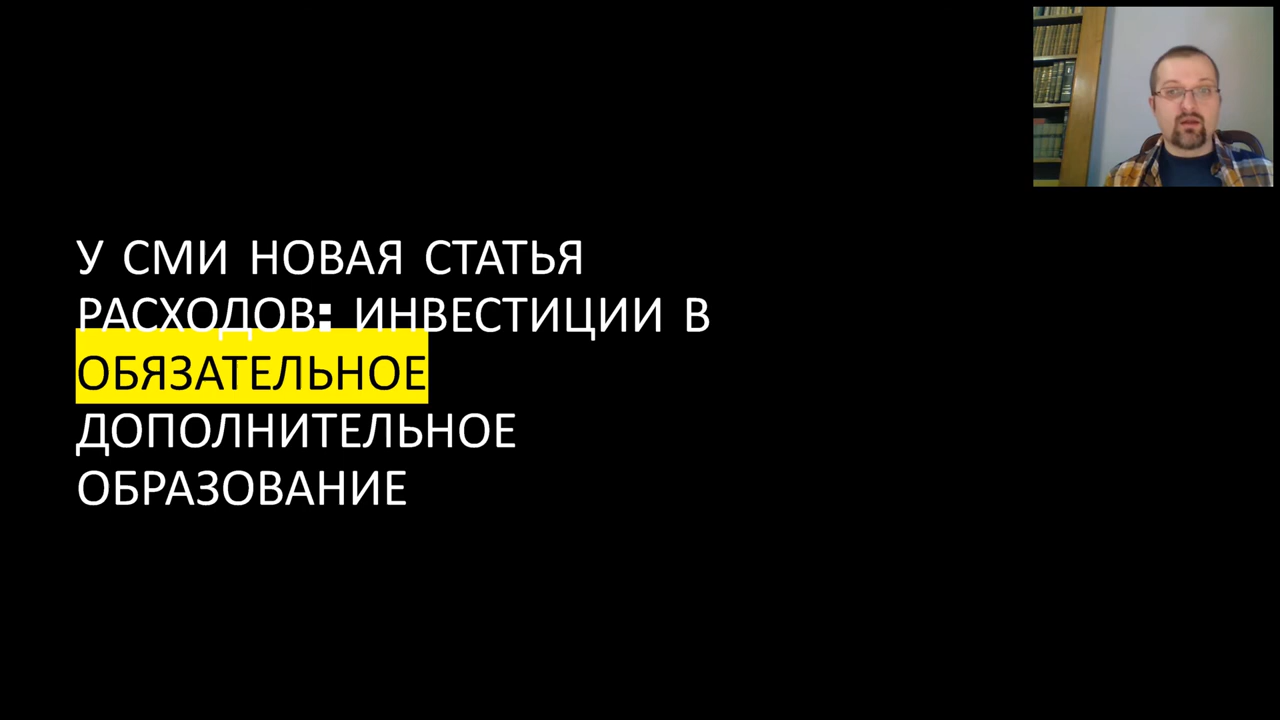 У СМИ НОВАЯ СТАТЬЯ
РАСХОДОВ: ИНВЕСТИЦИИ В
ОБЯЗАТЕЛЬНОЕ
ДОПОЛНИТЕЛЬНОЕ
ОБРАЗОВАНИЕ